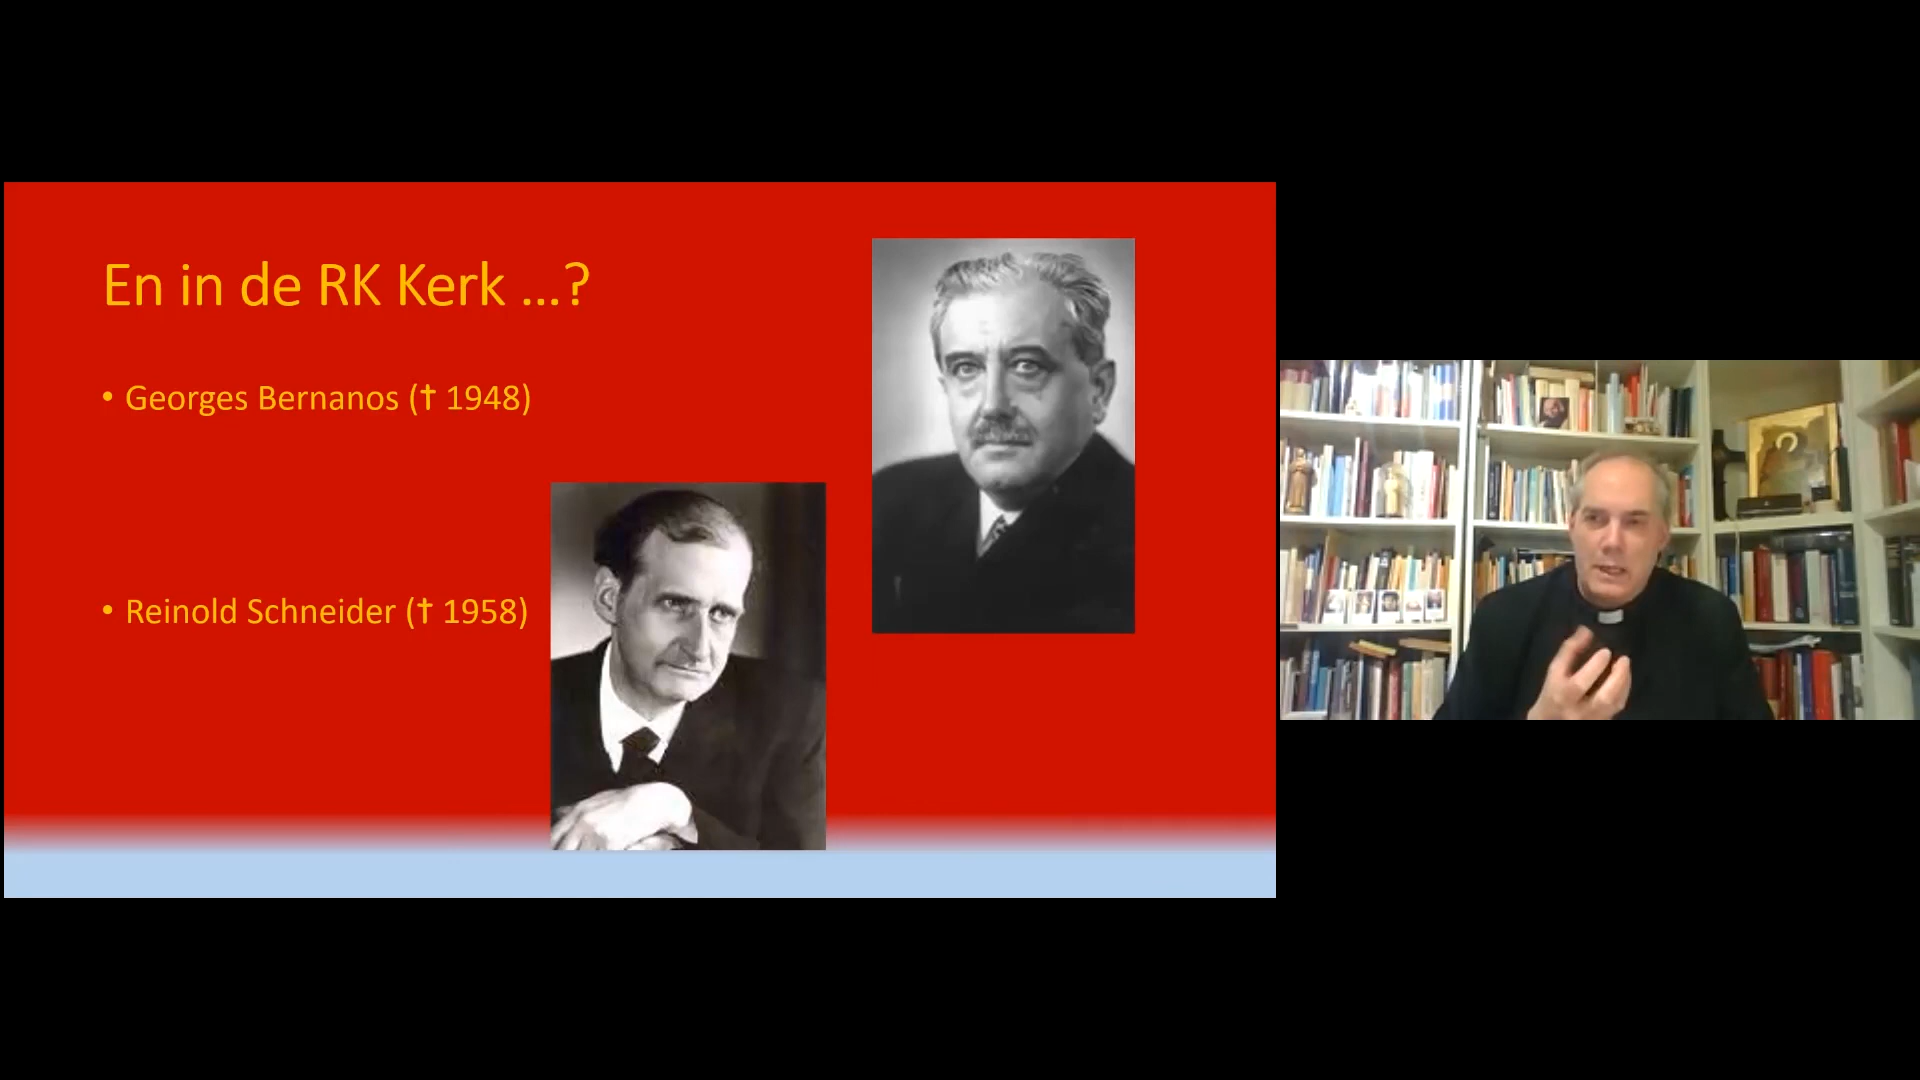 En in de RK Kerk ...?
• Georges Bernanos († 1948)
• Reinold Schneider († 1958)